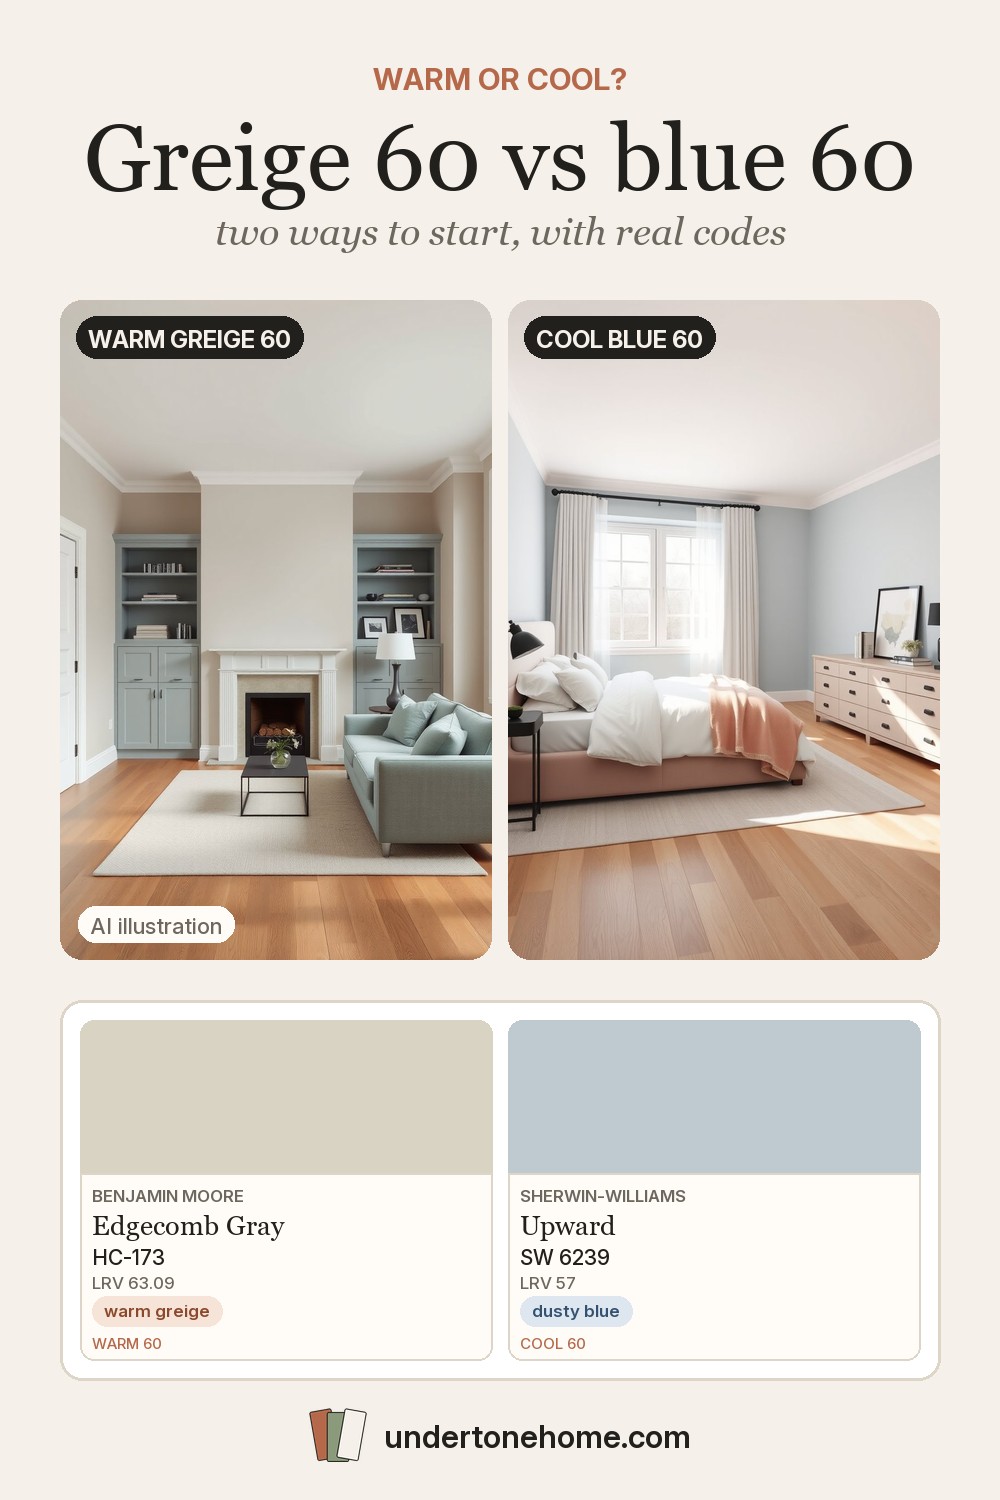 WARM OR COOL?
Greige 60 vs blue 60
two ways to start, with real codes
WARM GREIGE 60
COOL BLUE 60
AI illustration
BENJAMIN MOORE
Edgecomb Gray
HC-173
LRV 63.09
warm greige
WARM 60
SHERWIN-WILLIAMS
Upward
SW 6239
LRV 57
dusty blue
COOL 60
undertonehome.com